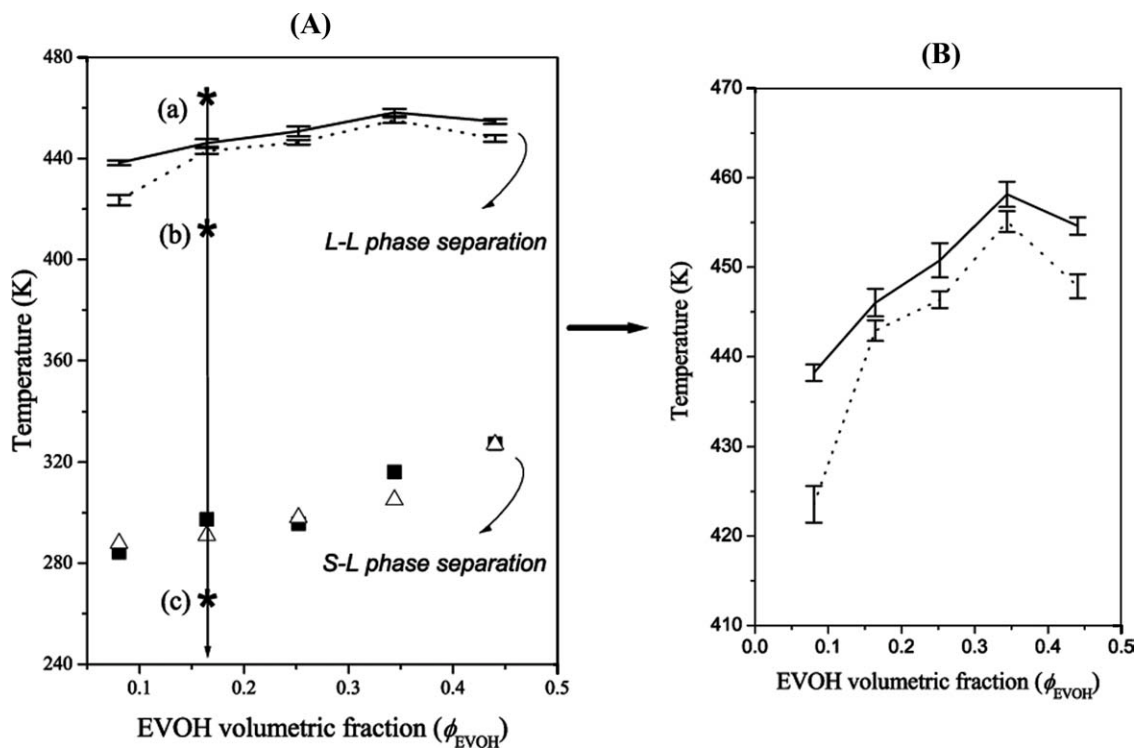 (A)
480
440
400
360
320
280
240
Temperature (K)
(a)
(b)
(c)
L-L phase separation
S-L phase separation
0.1 0.2 0.3 0.4 0.5
EVOH volumetric fraction (ϕEVOH)
(B)
470
460
450
440
430
420
410
Temperature (K)
0.0 0.1 0.2 0.3 0.4 0.5
EVOH volumetric fraction (ϕEVOH)